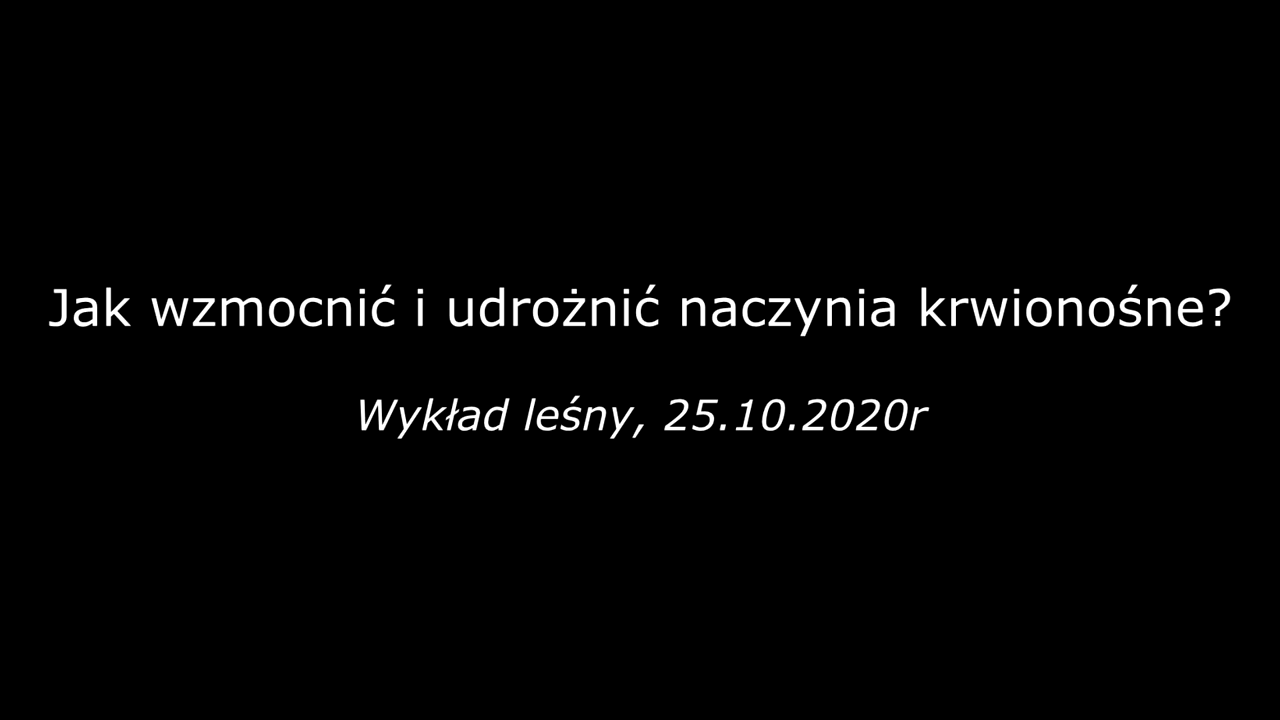 Jak wzmocnić i udrożnić naczynia krwionośne?
Wykład leśny, 25.10.2020r